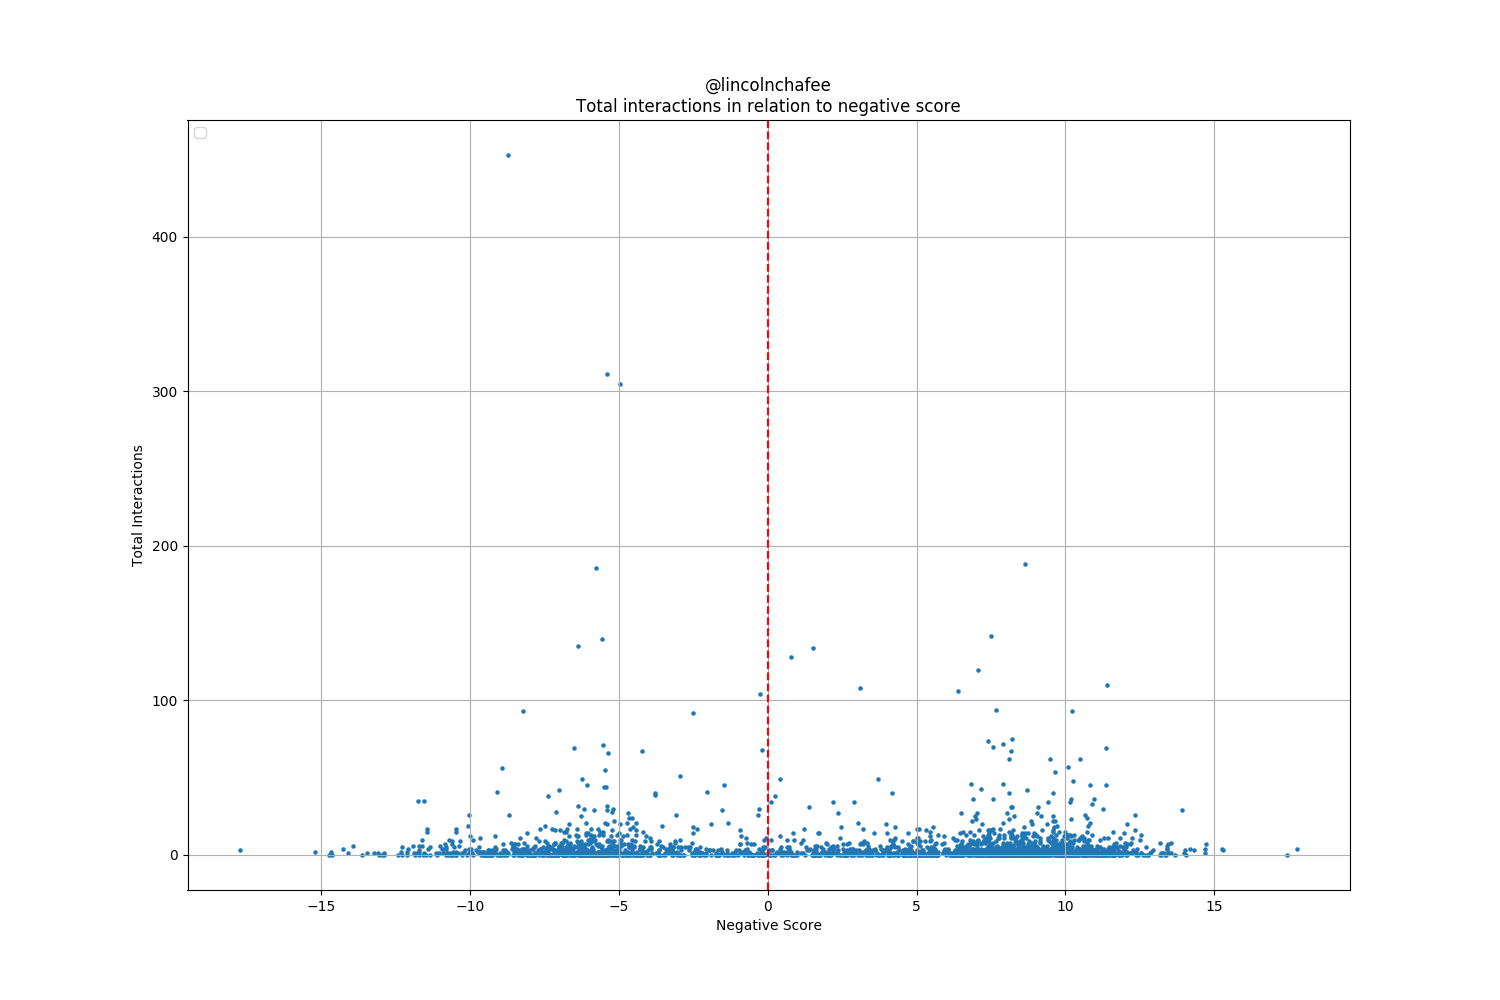 @lincolnchafee
Total interactions in relation to negative score
400
300
200
100
0
Total Interactions
−15 −10 −5 0 5 10 15
Negative Score